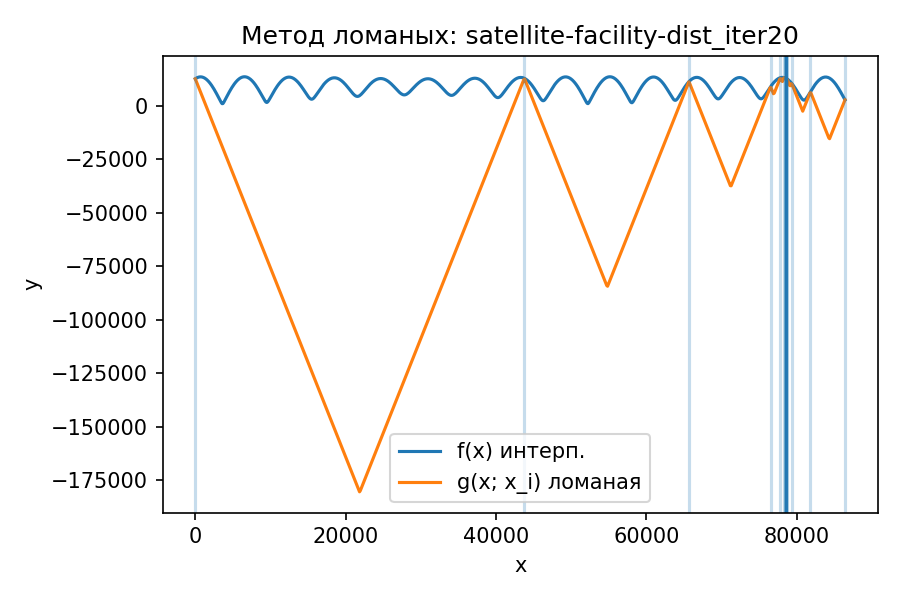 Метод ломаных: satellite-facility-dist_iter20
y
0
−25000
−50000
−75000
−100000
−125000
−150000
−175000
f(x) интерп.
g(x; x_i) ломаная
0 20000 40000 60000 80000
x